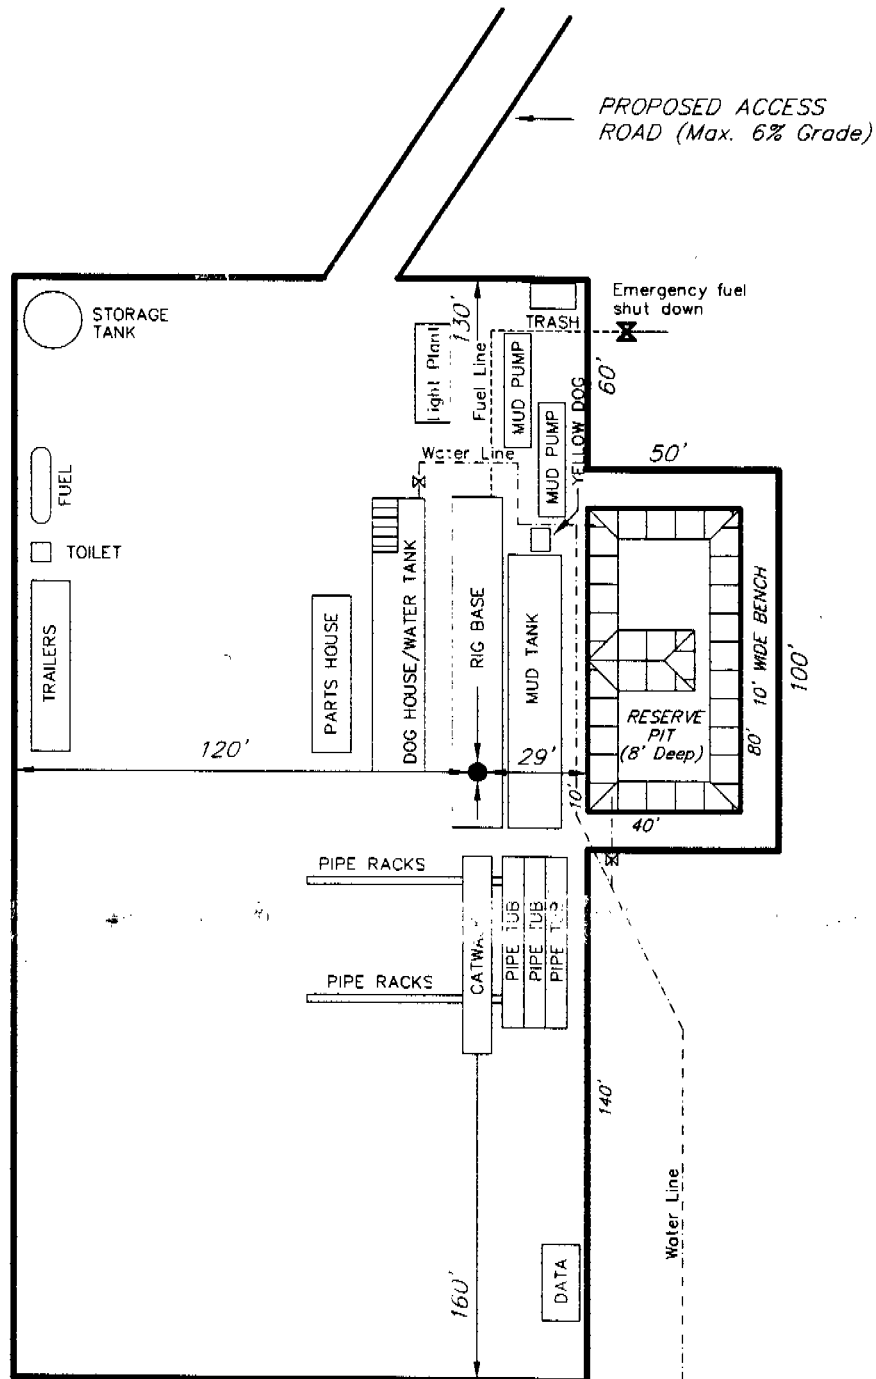 PROPOSED ACCESS
ROAD (Max. 6% Grade)
STORAGE
TANK
130'
TRASH
Emergency fuel
shut down
Light Plant
Fuel Line
MUD PUMP
60'
MUD PUMP
YELLOW DOG
Water Line
50'
FUEL
TOILET
TRAILERS
PARTS HOUSE
DOG HOUSE/WATER TANK
RIG BASE
MUD TANK
10' WIDE BENCH
100'
RESERVE
PIT
(8' Deep)
80'
120'
29'
10'
40'
PIPE RACKS
PIPE RACKS
CATWALK
PIPE TUB
PIPE TUB
PIPE TUB
140'
Water Line
160'
DATA